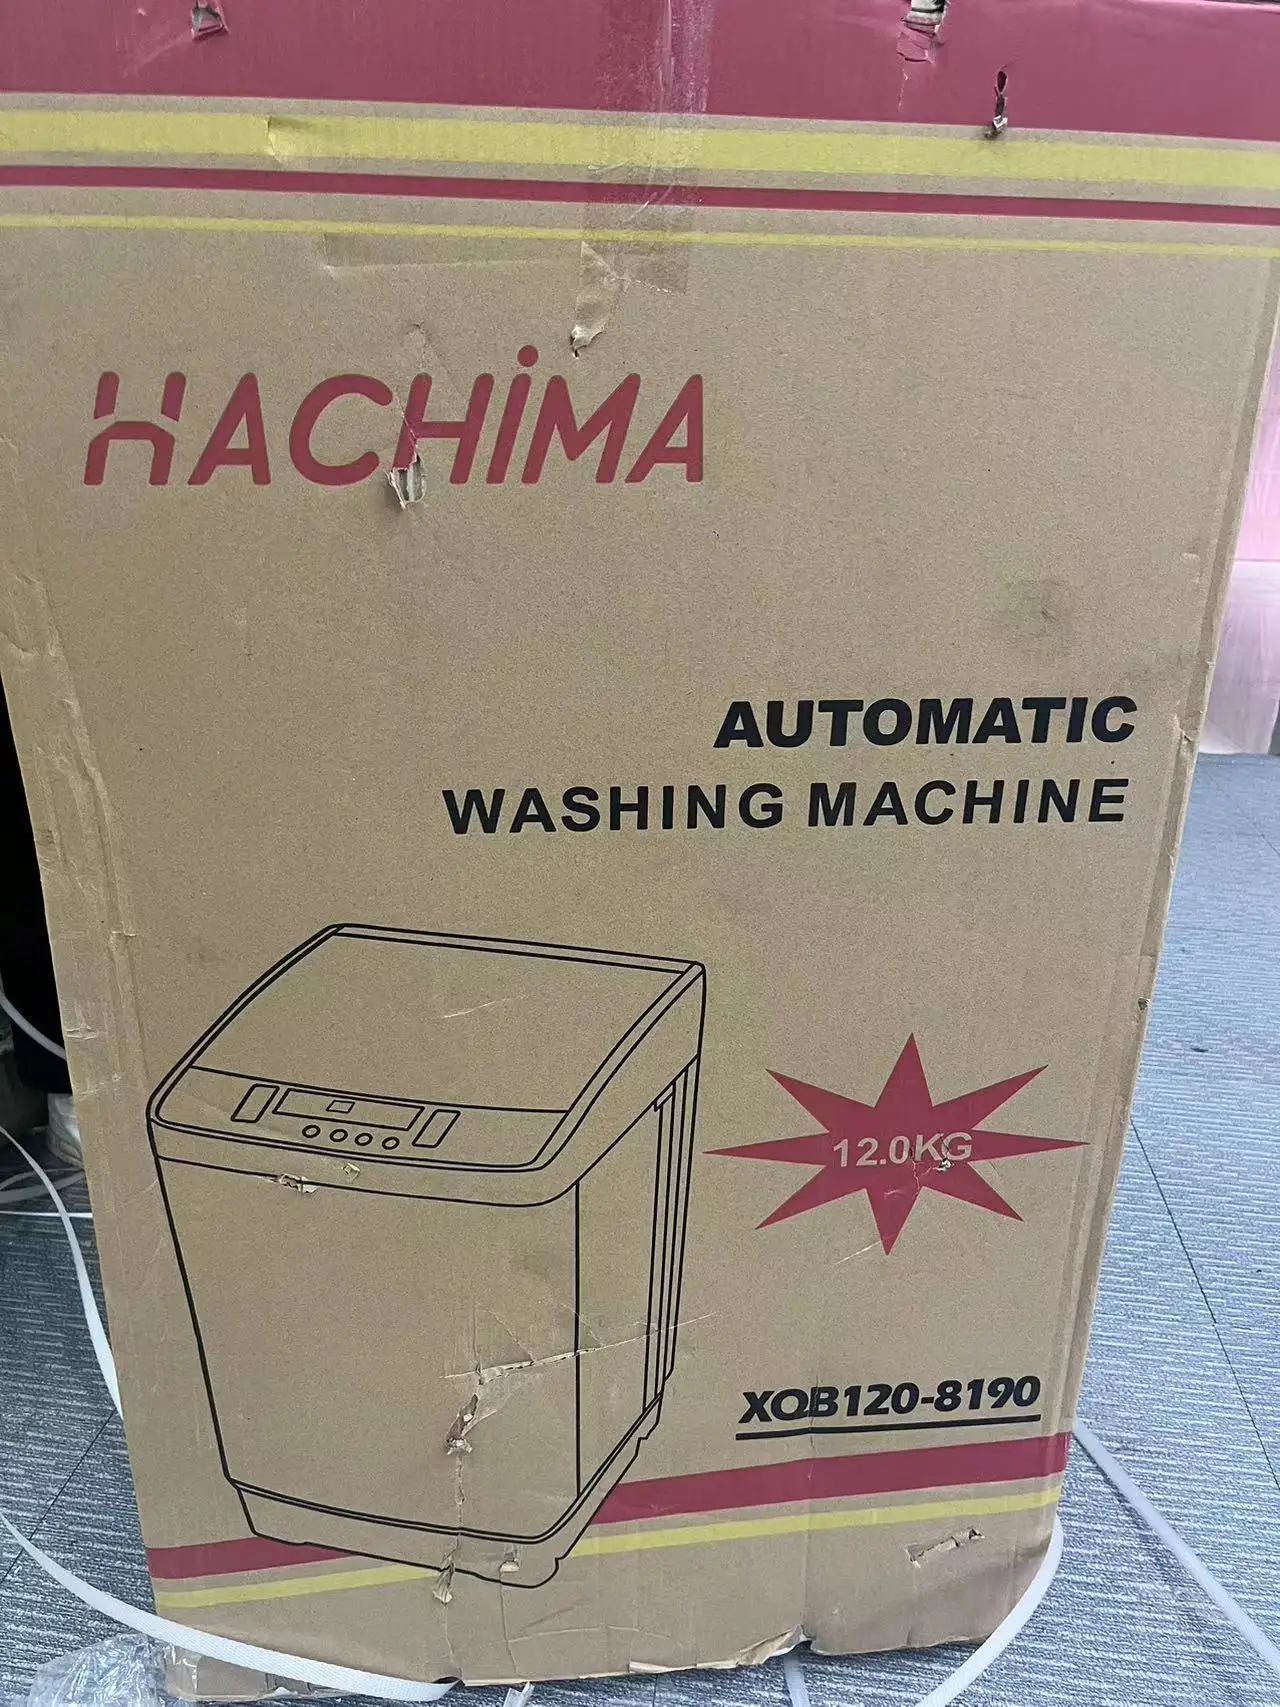 HACHiMA
AUTOMATIC
WASHING MACHINE
12.0KG
XQB120-8190